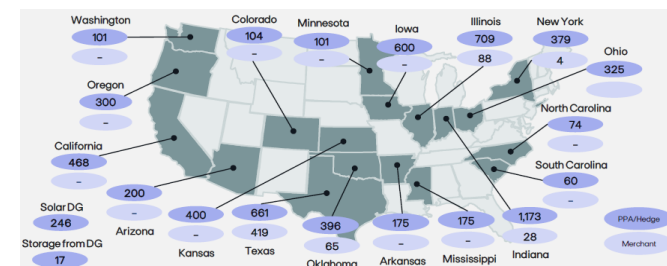 Washington
101
-
Colorado
104
-
Minnesota
101
-
Iowa
600
-
Illinois
709
88
New York
379
4
Ohio
325
-
Oregon
300
-
North Carolina
74
-
California
468
-
South Carolina
60
-
200
-
Arizona
400
-
Kansas
661
419
Texas
396
65
Oklahoma
175
-
Arkansas
175
-
Mississippi
1,173
28
Indiana
Solar DG
246
Storage from DG
17
PPA/Hedge
Merchant